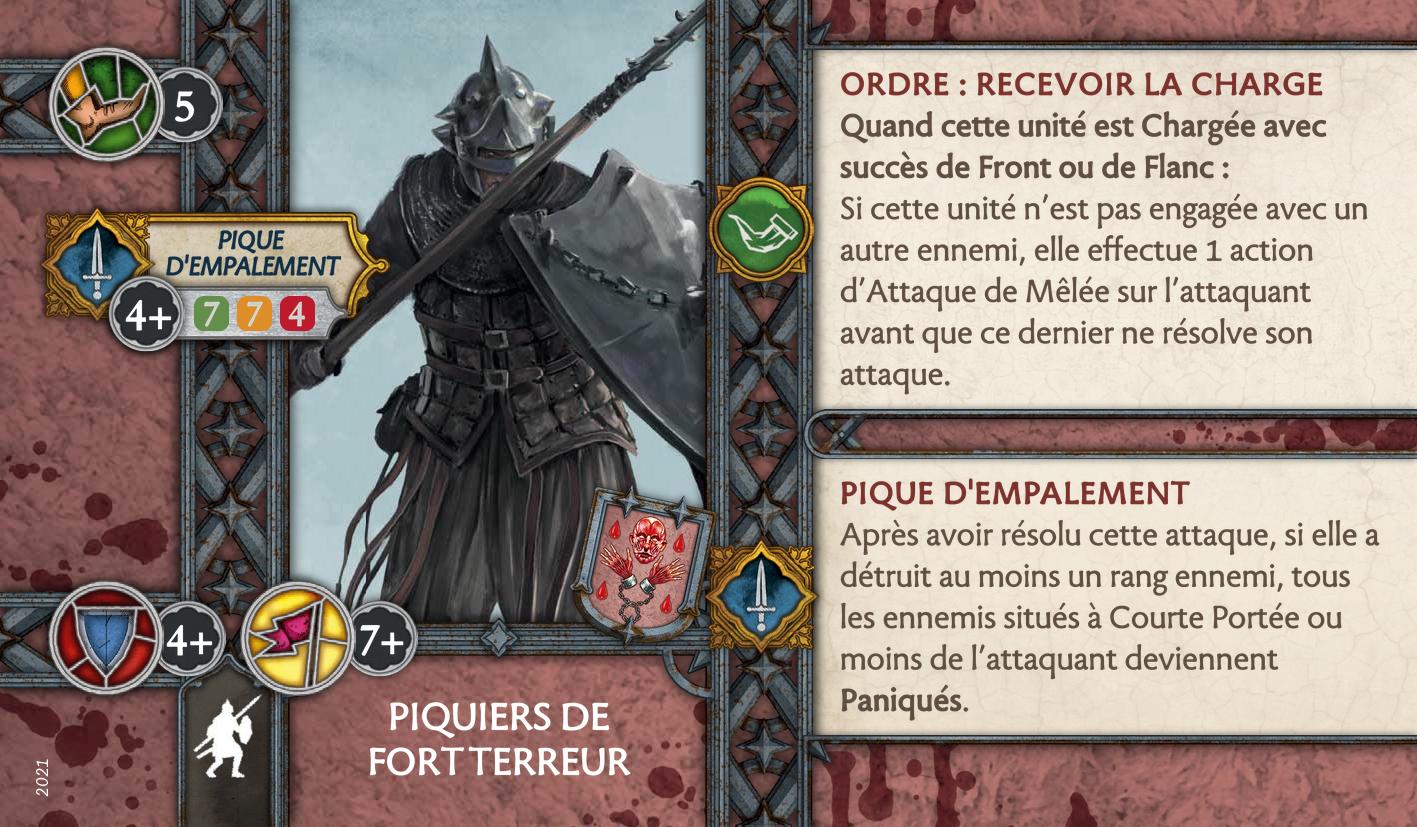 5
PIQUE
D'EMPALEMENT
4+ 7 7 4
4+ 7+
PIQUIERS DE
FORTTERREUR
2021
ORDRE : RECEVOIR LA CHARGE
Quand cette unité est Chargée avec
succès de Front ou de Flanc :
Si cette unité n’est pas engagée avec un
autre ennemi, elle effectue 1 action
d’Attaque de Mêlée sur l’attaquant
avant que ce dernier ne résolve son
attaque.
PIQUE D'EMPALEMENT
Après avoir résolu cette attaque, si elle a
détruit au moins un rang ennemi, tous
les ennemis situés à Courte Portée ou
moins de l’attaquant deviennent
Paniqués.